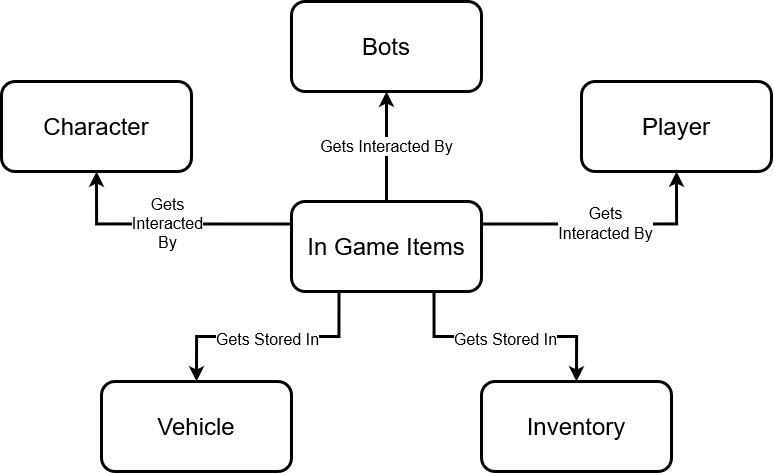 Bots
Character
Player
Gets Interacted By
Gets
Interacted
By
Gets
Interacted By
In Game Items
Gets Stored In
Gets Stored In
Vehicle
Inventory